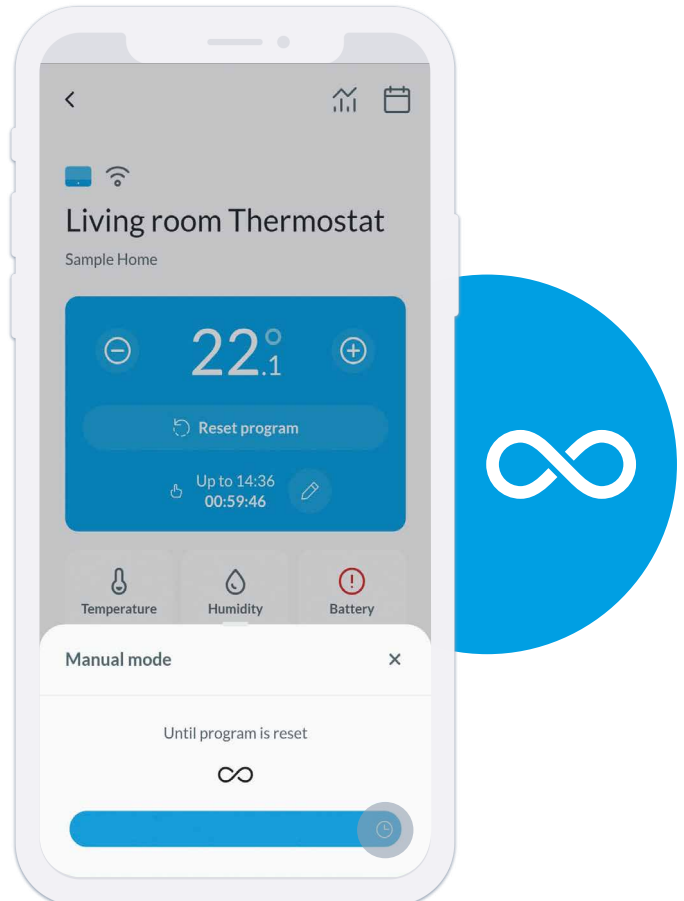 Living room Thermostat
Sample Home
22.1°
Reset program
Up to 14:36
00:59:46
Temperature
Humidity
Battery
Manual mode
Until program is reset